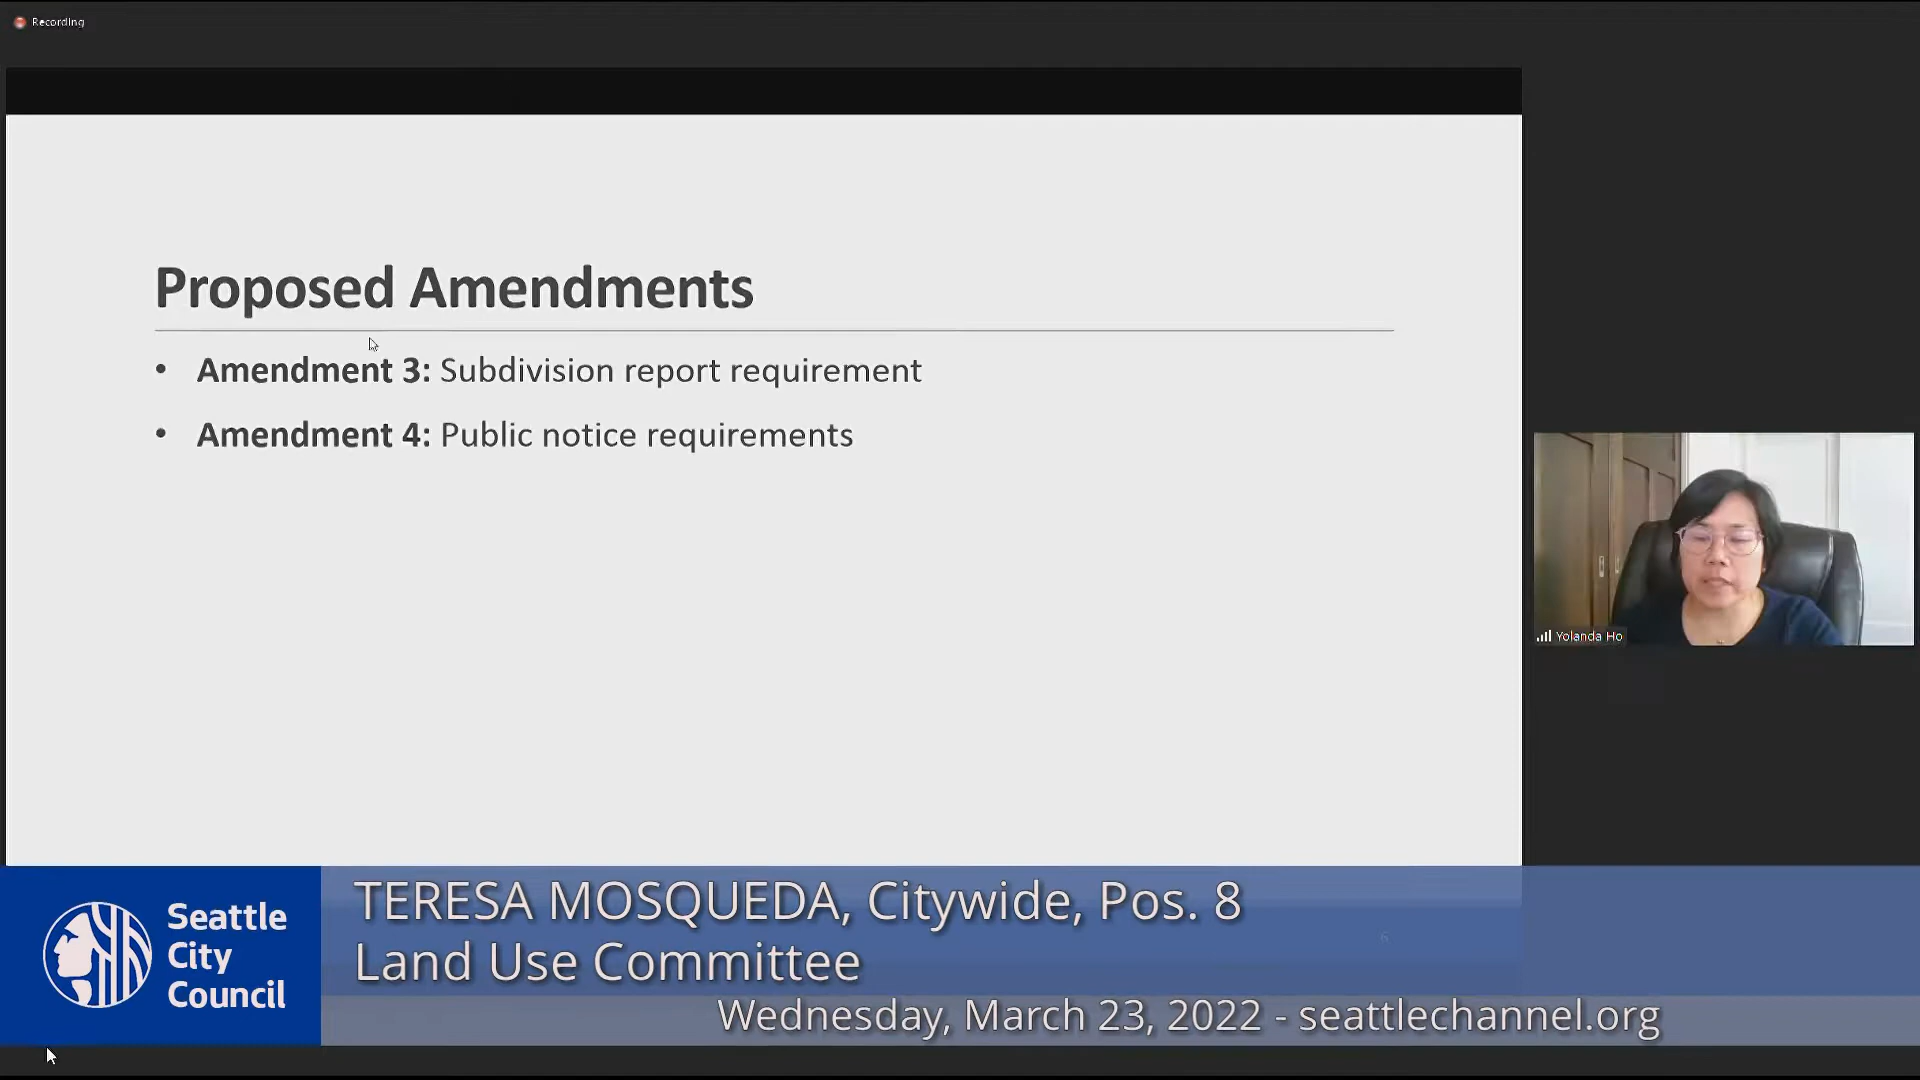 Recording
Proposed Amendments
• Amendment 3: Subdivision report requirement
• Amendment 4: Public notice requirements
Yolanda Ho
Seattle
City
Council
TERESA MOSQUEDA, Citywide, Pos. 8
Land Use Committee
6
Wednesday, March 23, 2022 - seattlechannel.org